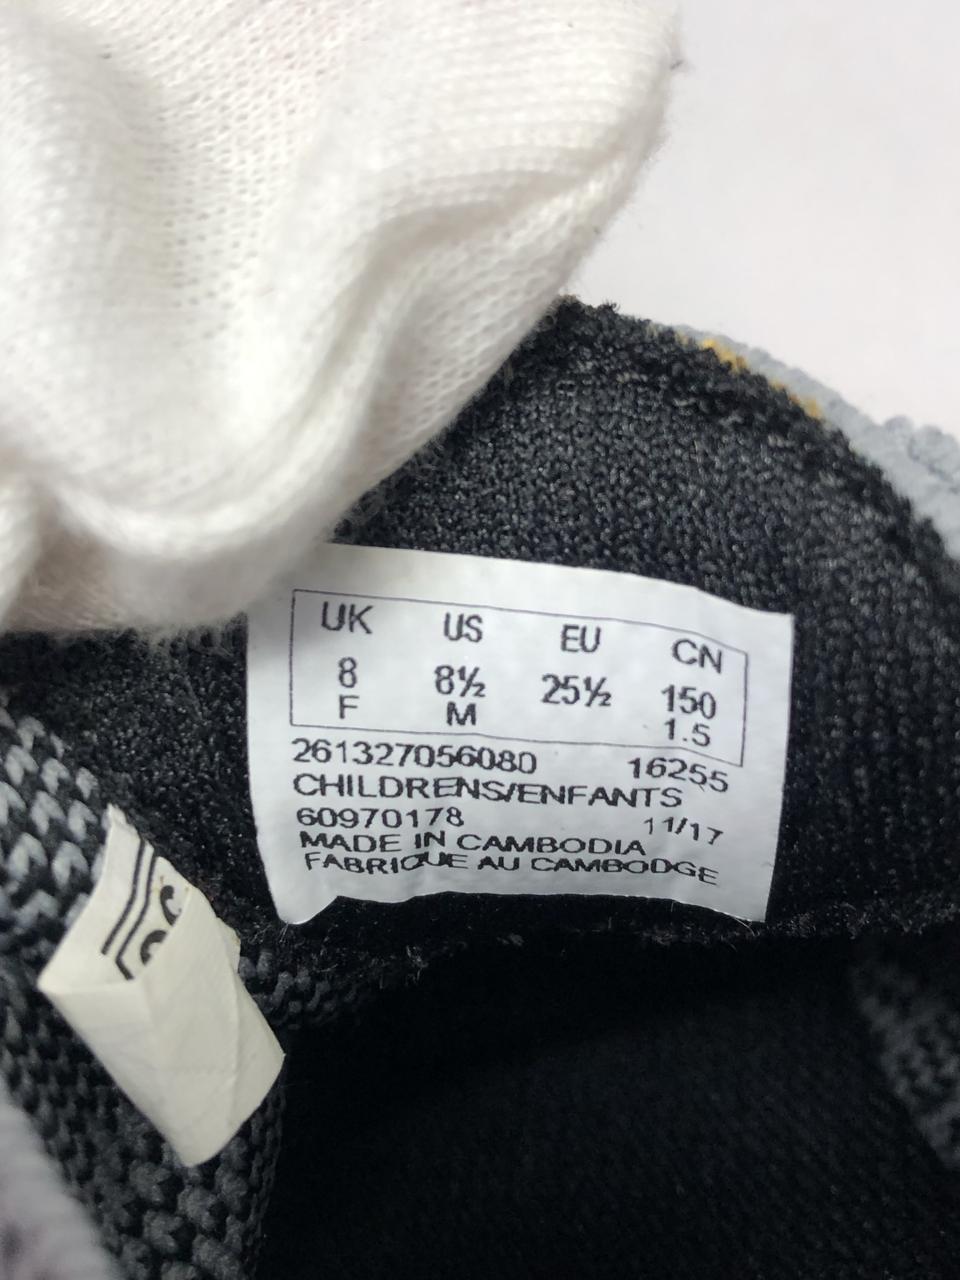 UK US EU CN
8 8½ 25½ 150
F M 1.5
261327056080 16255
CHILDRENS/ENFANTS
60970178 11/17
MADE IN CAMBODIA
FABRIQUE AU CAMBODGE